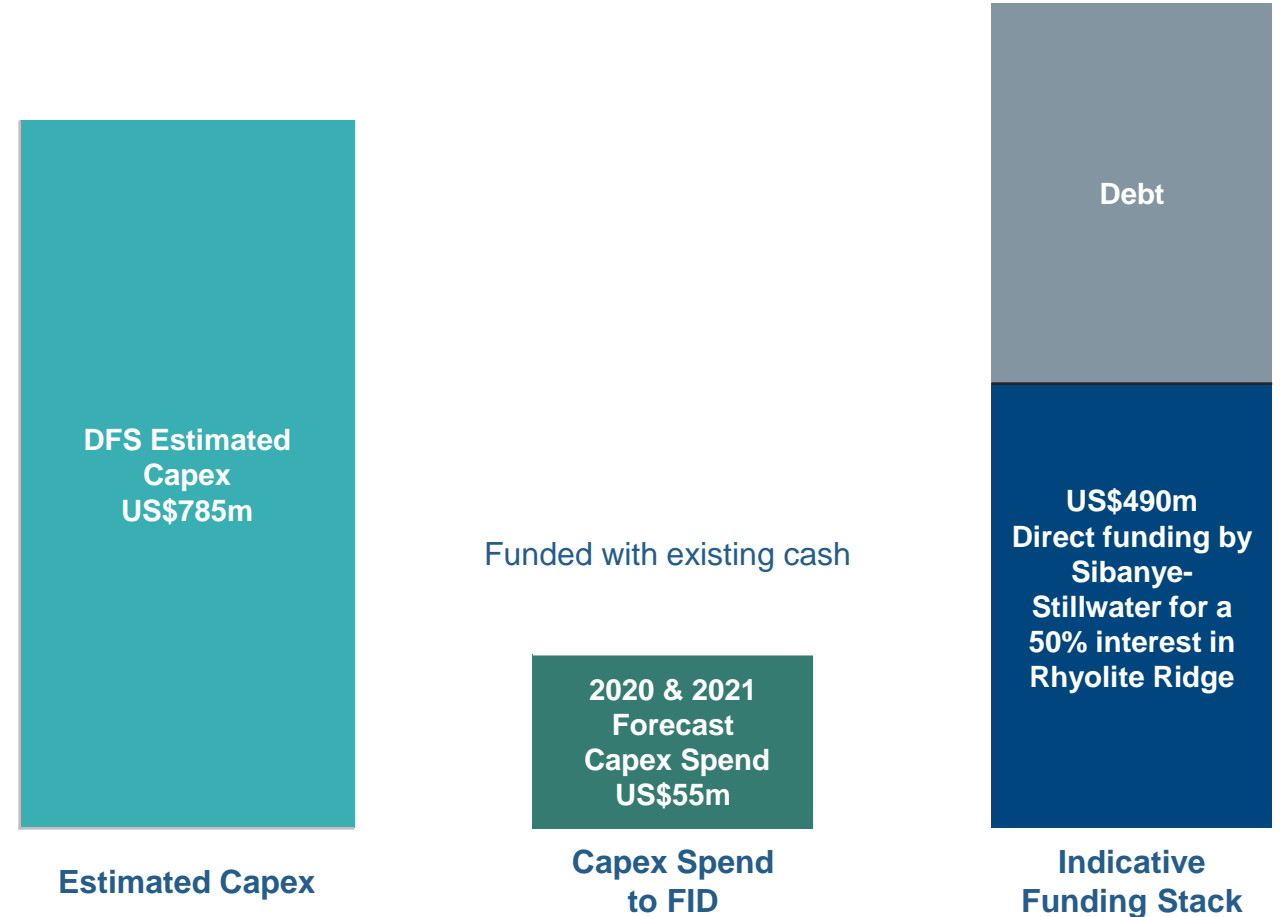 DFS Estimated
Capex
US$785m
Estimated Capex
Funded with existing cash
2020 & 2021
Forecast
Capex Spend
US$55m
Capex Spend
to FID
Debt
US$490m
Direct funding by
Sibanye-
Stillwater for a
50% interest in
Rhyolite Ridge
Indicative
Funding Stack